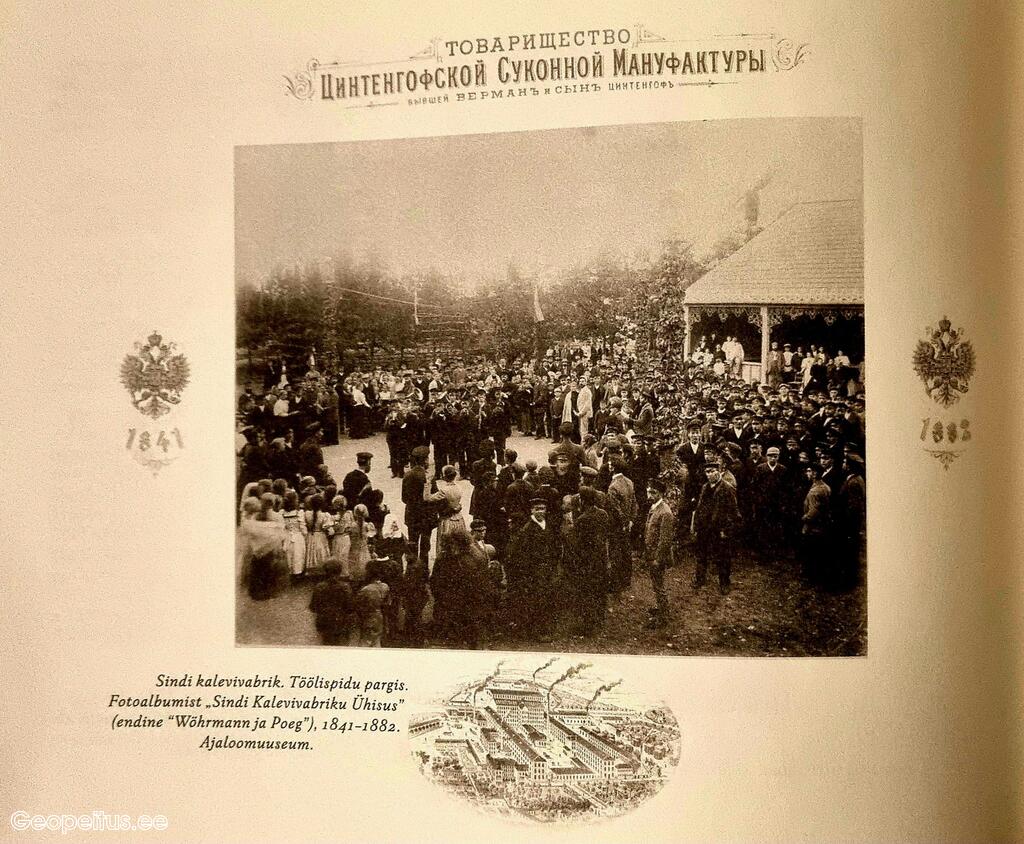 ТОВАРИЩЕСТВО
ЦИНТЕНГОФСКОЙ СУКОННОЙ МАНУФАКТУРЫ
БЫВШЕЙ ВЕРМАНЪ и СЫНЪ ЦИНТЕНГОФЪ
1841
1882
Sindi kalevivabrik. Töölispidu pargis.
Fotoalbumist „Sindi Kalevivabriku Ühisus”
(endine “Wöhrmann ja Poeg”), 1841–1882.
Ajaloomuuseum.
Geopeitus.ee